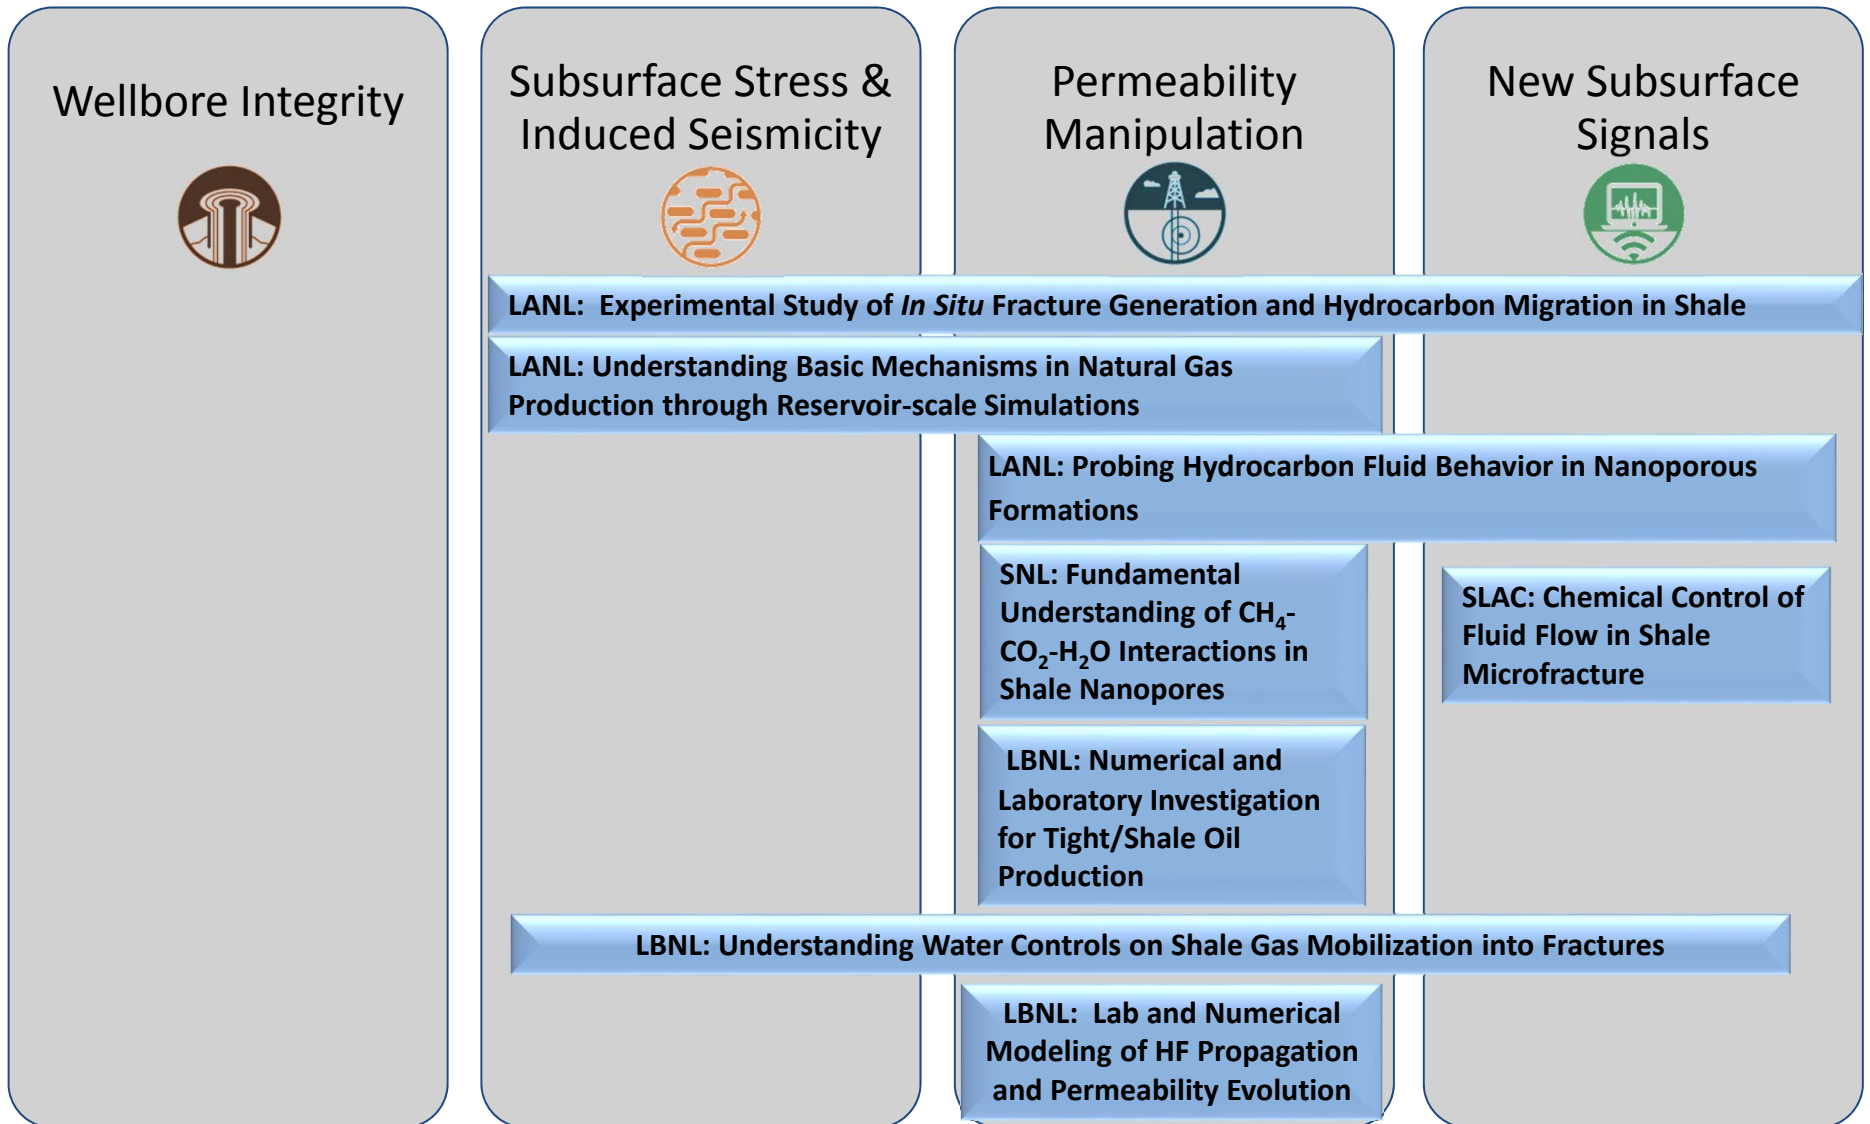 Wellbore Integrity
Subsurface Stress &
Induced Seismicity
Permeability
Manipulation
New Subsurface
Signals
LANL:  Experimental Study of In Situ Fracture Generation and Hydrocarbon Migration in Shale
LANL: Understanding Basic Mechanisms in Natural Gas
Production through Reservoir-scale Simulations
LANL: Probing Hydrocarbon Fluid Behavior in Nanoporous
Formations
SNL: Fundamental
Understanding of CH₄-
CO₂-H₂O Interactions in
Shale Nanopores
SLAC: Chemical Control of
Fluid Flow in Shale
Microfracture
LBNL: Numerical and
Laboratory Investigation
for Tight/Shale Oil
Production
LBNL: Understanding Water Controls on Shale Gas Mobilization into Fractures
LBNL:  Lab and Numerical
Modeling of HF Propagation
and Permeability Evolution